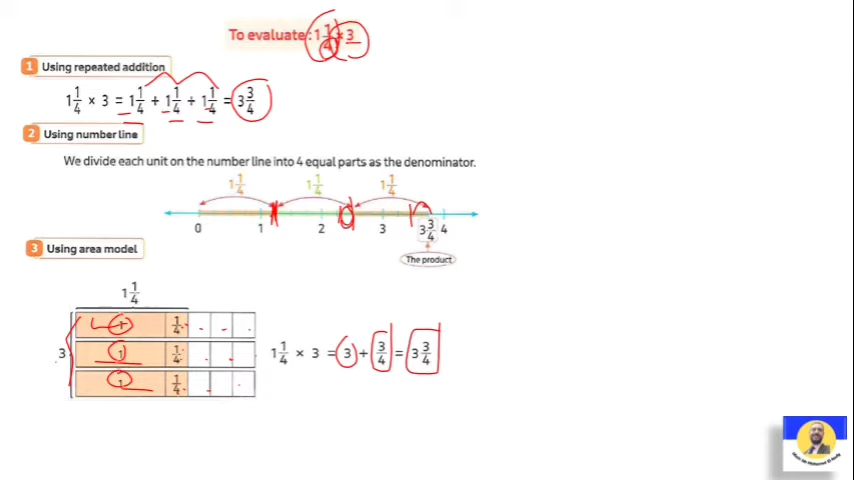 To evaluate : 1 1/4 × 3
1 Using repeated addition
1 1/4 × 3 = 1 1/4 + 1 1/4 + 1 1/4 = 3 3/4
2 Using number line
We divide each unit on the number line into 4 equal parts as the denominator.
1 1/4 1 1/4 1 1/4
0 1 2 3 3 3/4 4
The product
3 Using area model
1 1/4
1 1/4
3 1 1/4
1 1/4
1 1/4 × 3 = 3 + 3/4 = 3 3/4